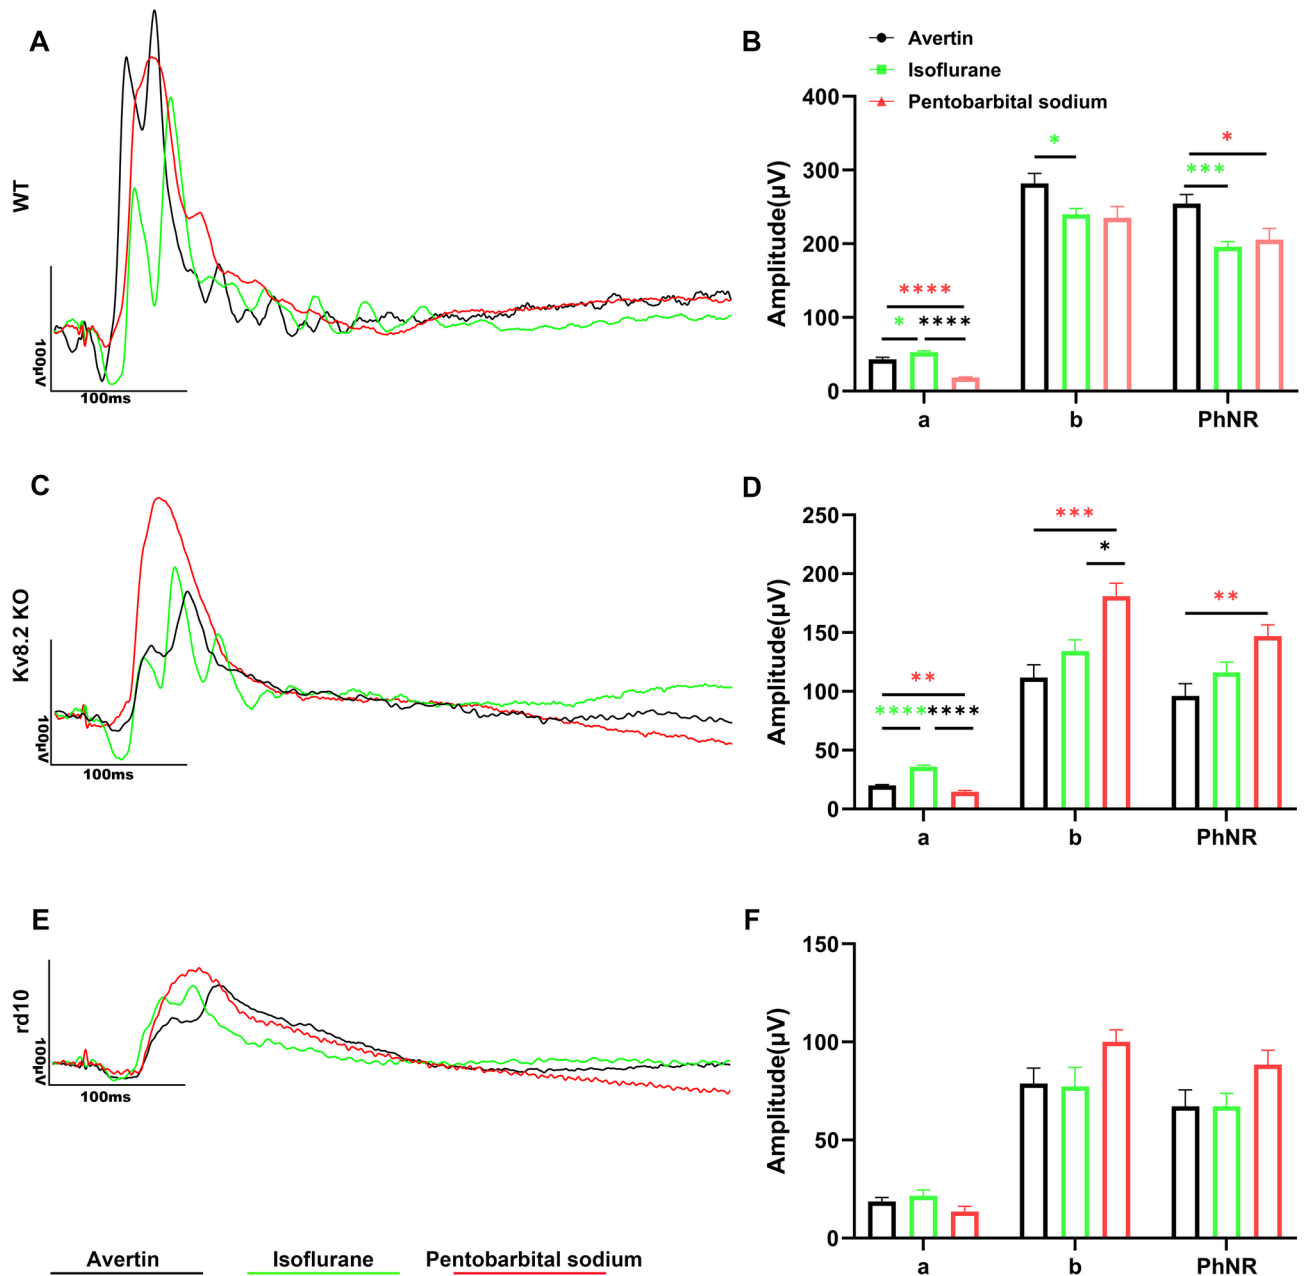 A
WT
100μV
100ms
B
Avertin
Isoflurane
Pentobarbital sodium
Amplitude(μV)
400
300
200
100
0
*
*
***
****
* ****
a b PhNR
C
Kv8.2 KO
100μV
100ms
D
Amplitude(μV)
250
200
150
100
50
0
***
*
**
**
********
a b PhNR
E
rd10
100μV
100ms
F
Amplitude(μV)
150
100
50
0
a b PhNR
Avertin Isoflurane Pentobarbital sodium